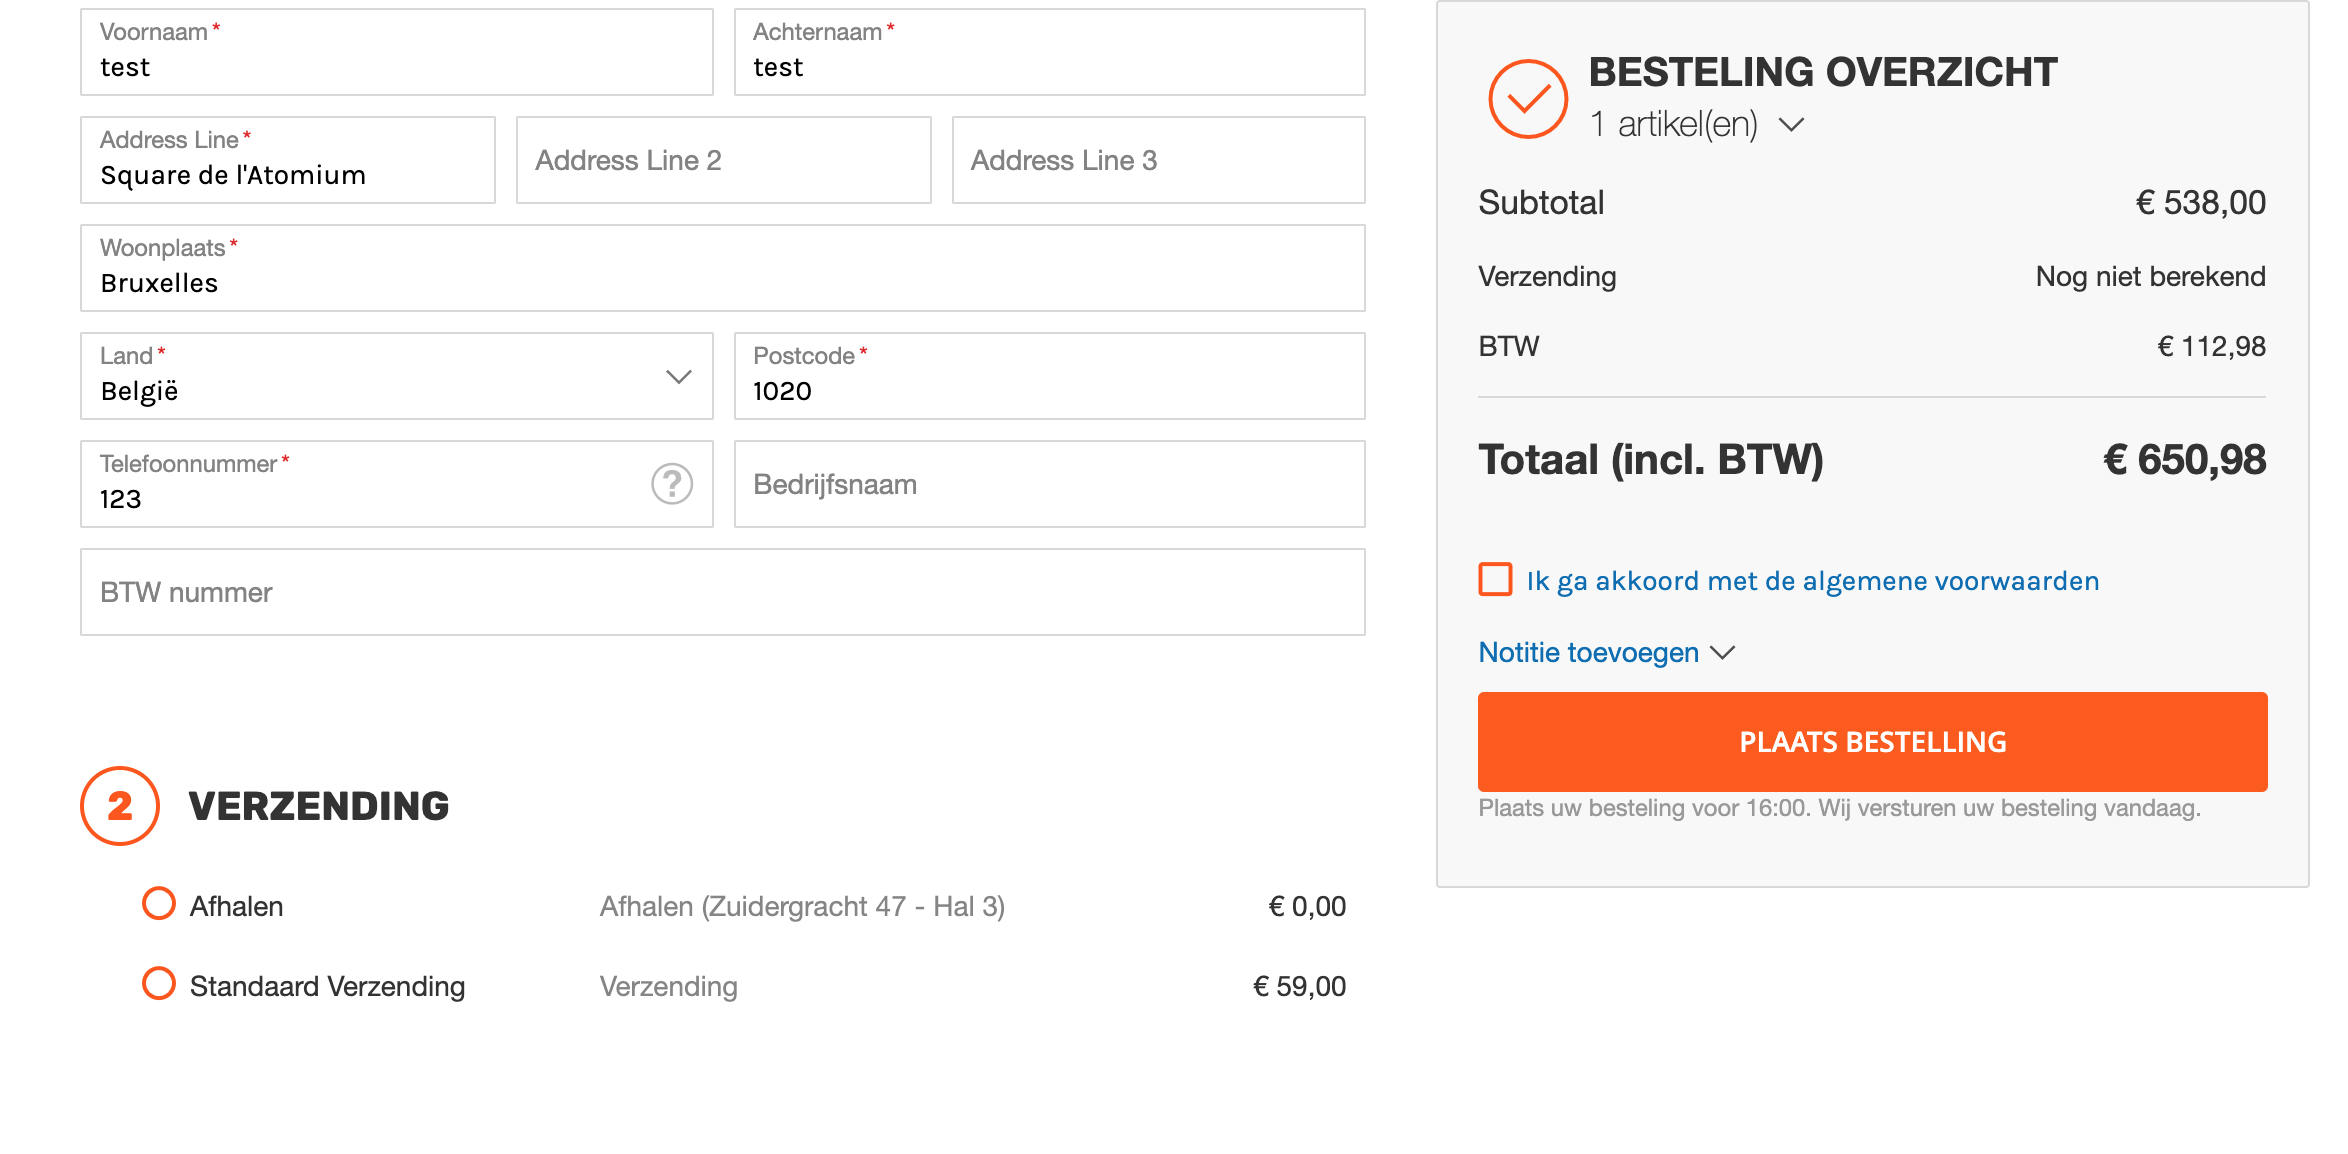 Voornaam *
test
Achternaam *
test
Address Line *
Square de l'Atomium
Address Line 2
Address Line 3
Woonplaats *
Bruxelles
Land *
België
Postcode *
1020
Telefoonnummer *
123
?
Bedrijfsnaam
BTW nummer
2 VERZENDING
Afhalen Afhalen (Zuidergracht 47 - Hal 3) € 0,00
Standaard Verzending Verzending € 59,00
BESTELING OVERZICHT
1 artikel(en)
Subtotal € 538,00
Verzending Nog niet berekend
BTW € 112,98
Totaal (incl. BTW) € 650,98
Ik ga akkoord met de algemene voorwaarden
Notitie toevoegen
PLAATS BESTELLING
Plaats uw besteling voor 16:00. Wij versturen uw besteling vandaag.